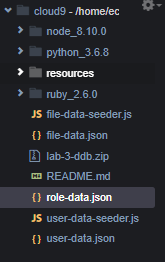 cloud9 - /home/ec
node_8.10.0
python_3.6.8
resources
ruby_2.6.0
JS file-data-seeder.js
{} file-data.json
lab-3-ddb.zip
README.md
{} role-data.json
JS user-data-seeder.js
{} user-data.json